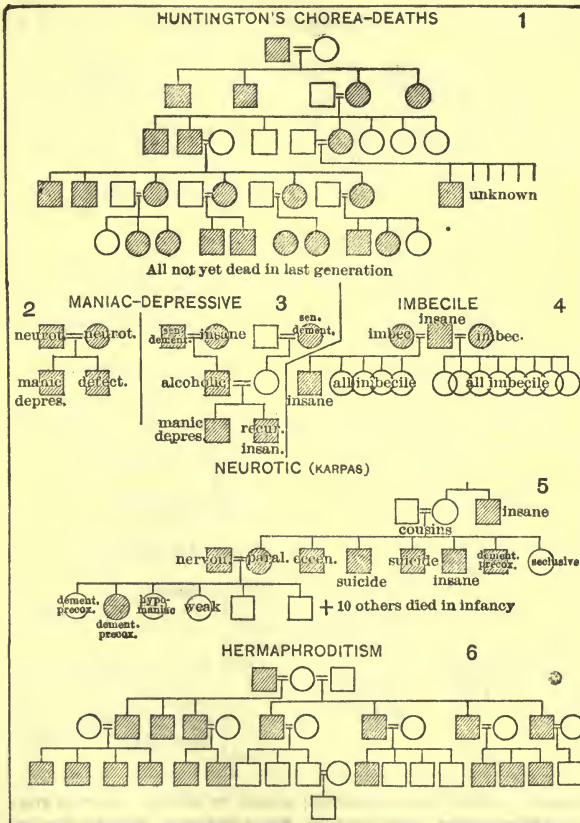 HUNTINGTON'S CHOREA-DEATHS 1
unknown
All not yet dead in last generation
2 MANIAC-DEPRESSIVE 3 IMBECILE 4
neurot. neurot.
manic depres.
defect.
sen. dement.
insane
sen. dement.
alcoholic
manic depres.
recur. insan.
imbec.
insane
imbec.
insane
all imbecile
all imbecile
NEUROTIC (KARPAS)
5
insane
cousins
nervou.
paral.
eccen.
suicide
suicide
insane
dement. precox.
seclusive
dement. precox.
dement. precox.
hypo- maniac
weak
+ 10 others died in infancy
HERMAPHRODITISM 6